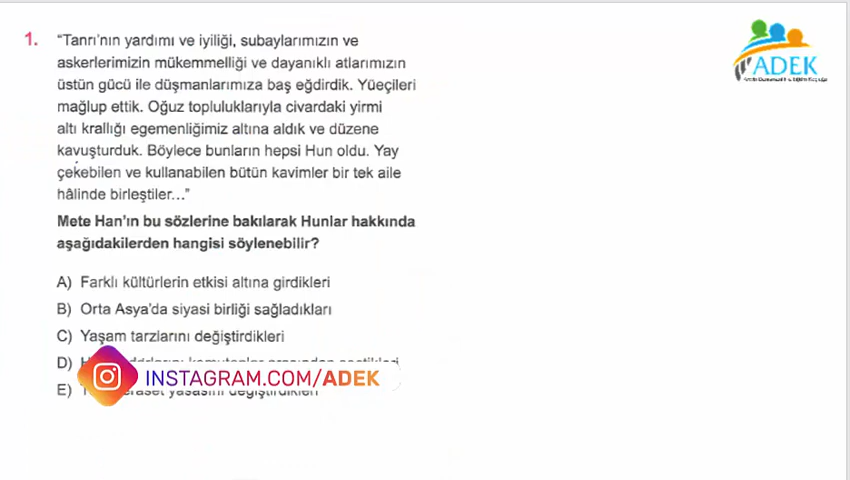 1. "Tanrı'nın yardımı ve iyiliği, subaylarımızın ve
askerlerimizin mükemmelliği ve dayanıklı atlarımızın
üstün gücü ile düşmanlarımıza baş eğdirdik. Yüeçileri
mağlup ettik. Oğuz topluluklarıyla civardaki yirmi
altı krallığı egemenliğimiz altına aldık ve düzene
kavuşturduk. Böylece bunların hepsi Hun oldu. Yay
çekebilen ve kullanabilen bütün kavimler bir tek aile
hâlinde birleştiler..."
Mete Han'ın bu sözlerine bakılarak Hunlar hakkında
aşağıdakilerden hangisi söylenebilir?
A) Farklı kültürlerin etkisi altına girdikleri
B) Orta Asya'da siyasi birliği sağladıkları
C) Yaşam tarzlarını değiştirdikleri
D)
INSTAGRAM.COM/ADEK
E) yasasını değiştirdikleri
ADEK